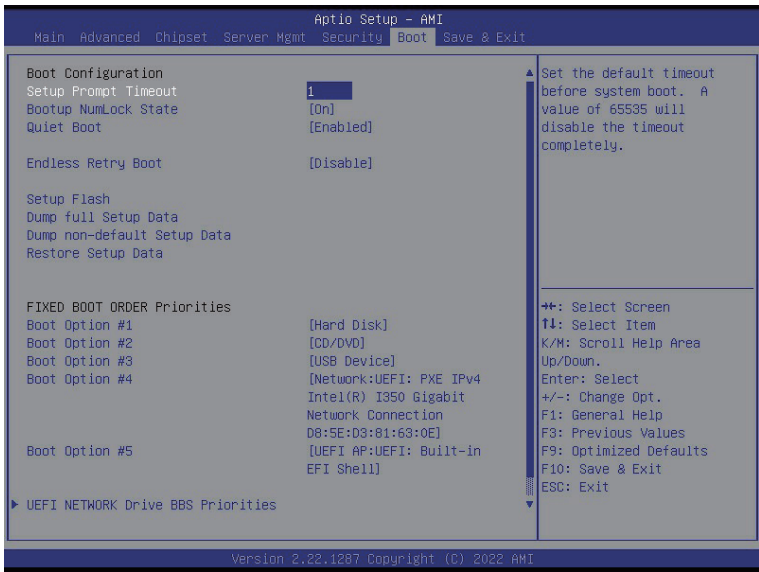 Aptio Setup – AMI
Main Advanced Chipset Server Mgmt Security Boot Save & Exit
Boot Configuration
Setup Prompt Timeout 1
Bootup NumLock State [On]
Quiet Boot [Enabled]
Endless Retry Boot [Disable]
Setup Flash
Dump full Setup Data
Dump non-default Setup Data
Restore Setup Data
FIXED BOOT ORDER Priorities
Boot Option #1 [Hard Disk]
Boot Option #2 [CD/DVD]
Boot Option #3 [USB Device]
Boot Option #4 [Network:UEFI: PXE IPv4
Intel(R) I350 Gigabit
Network Connection
D8:5E:D3:81:63:0E]
Boot Option #5 [UEFI AP:UEFI: Built-in
EFI Shell]
UEFI NETWORK Drive BBS Priorities
Set the default timeout
before system boot. A
value of 65535 will
disable the timeout
completely.
→←: Select Screen
↑↓: Select Item
K/M: Scroll Help Area
Up/Down.
Enter: Select
+/-: Change Opt.
F1: General Help
F3: Previous Values
F9: Optimized Defaults
F10: Save & Exit
ESC: Exit
Version 2.22.1287 Copyright (C) 2022 AMI